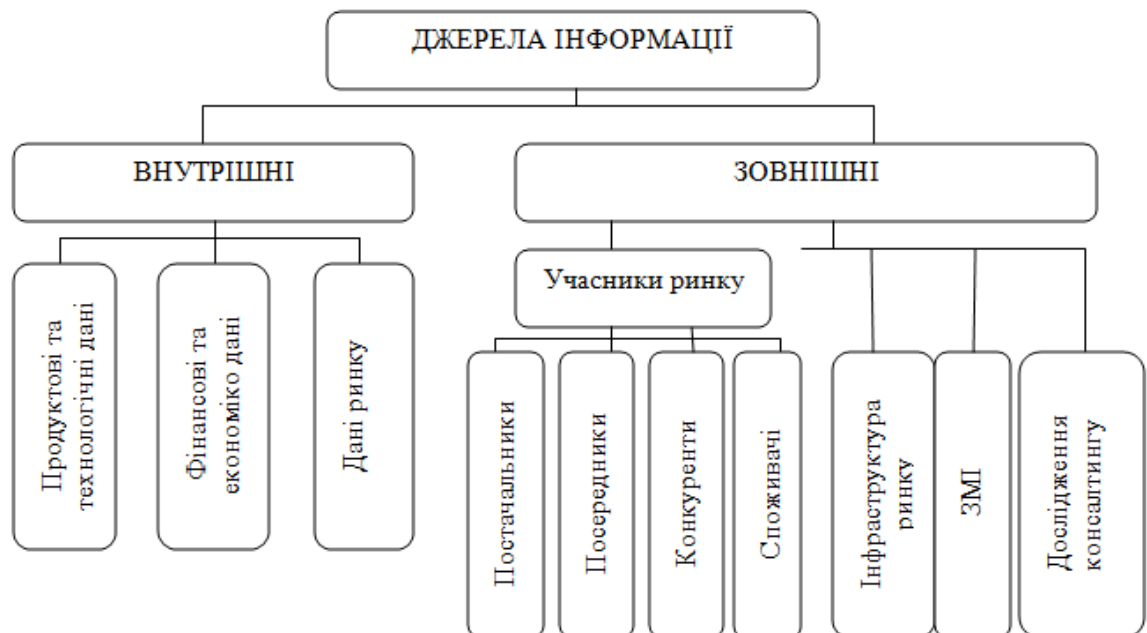 ДЖЕРЕЛА ІНФОРМАЦІЇ
ВНУТРІШНІ
ЗОВНІШНІ
Учасники ринку
Продуктові та
технологічні дані
Фінансові та
економіко дані
Дані ринку
Постачальники
Посередники
Конкуренти
Споживачі
Інфраструктура
ринку
ЗМІ
Дослідження
консалтингу